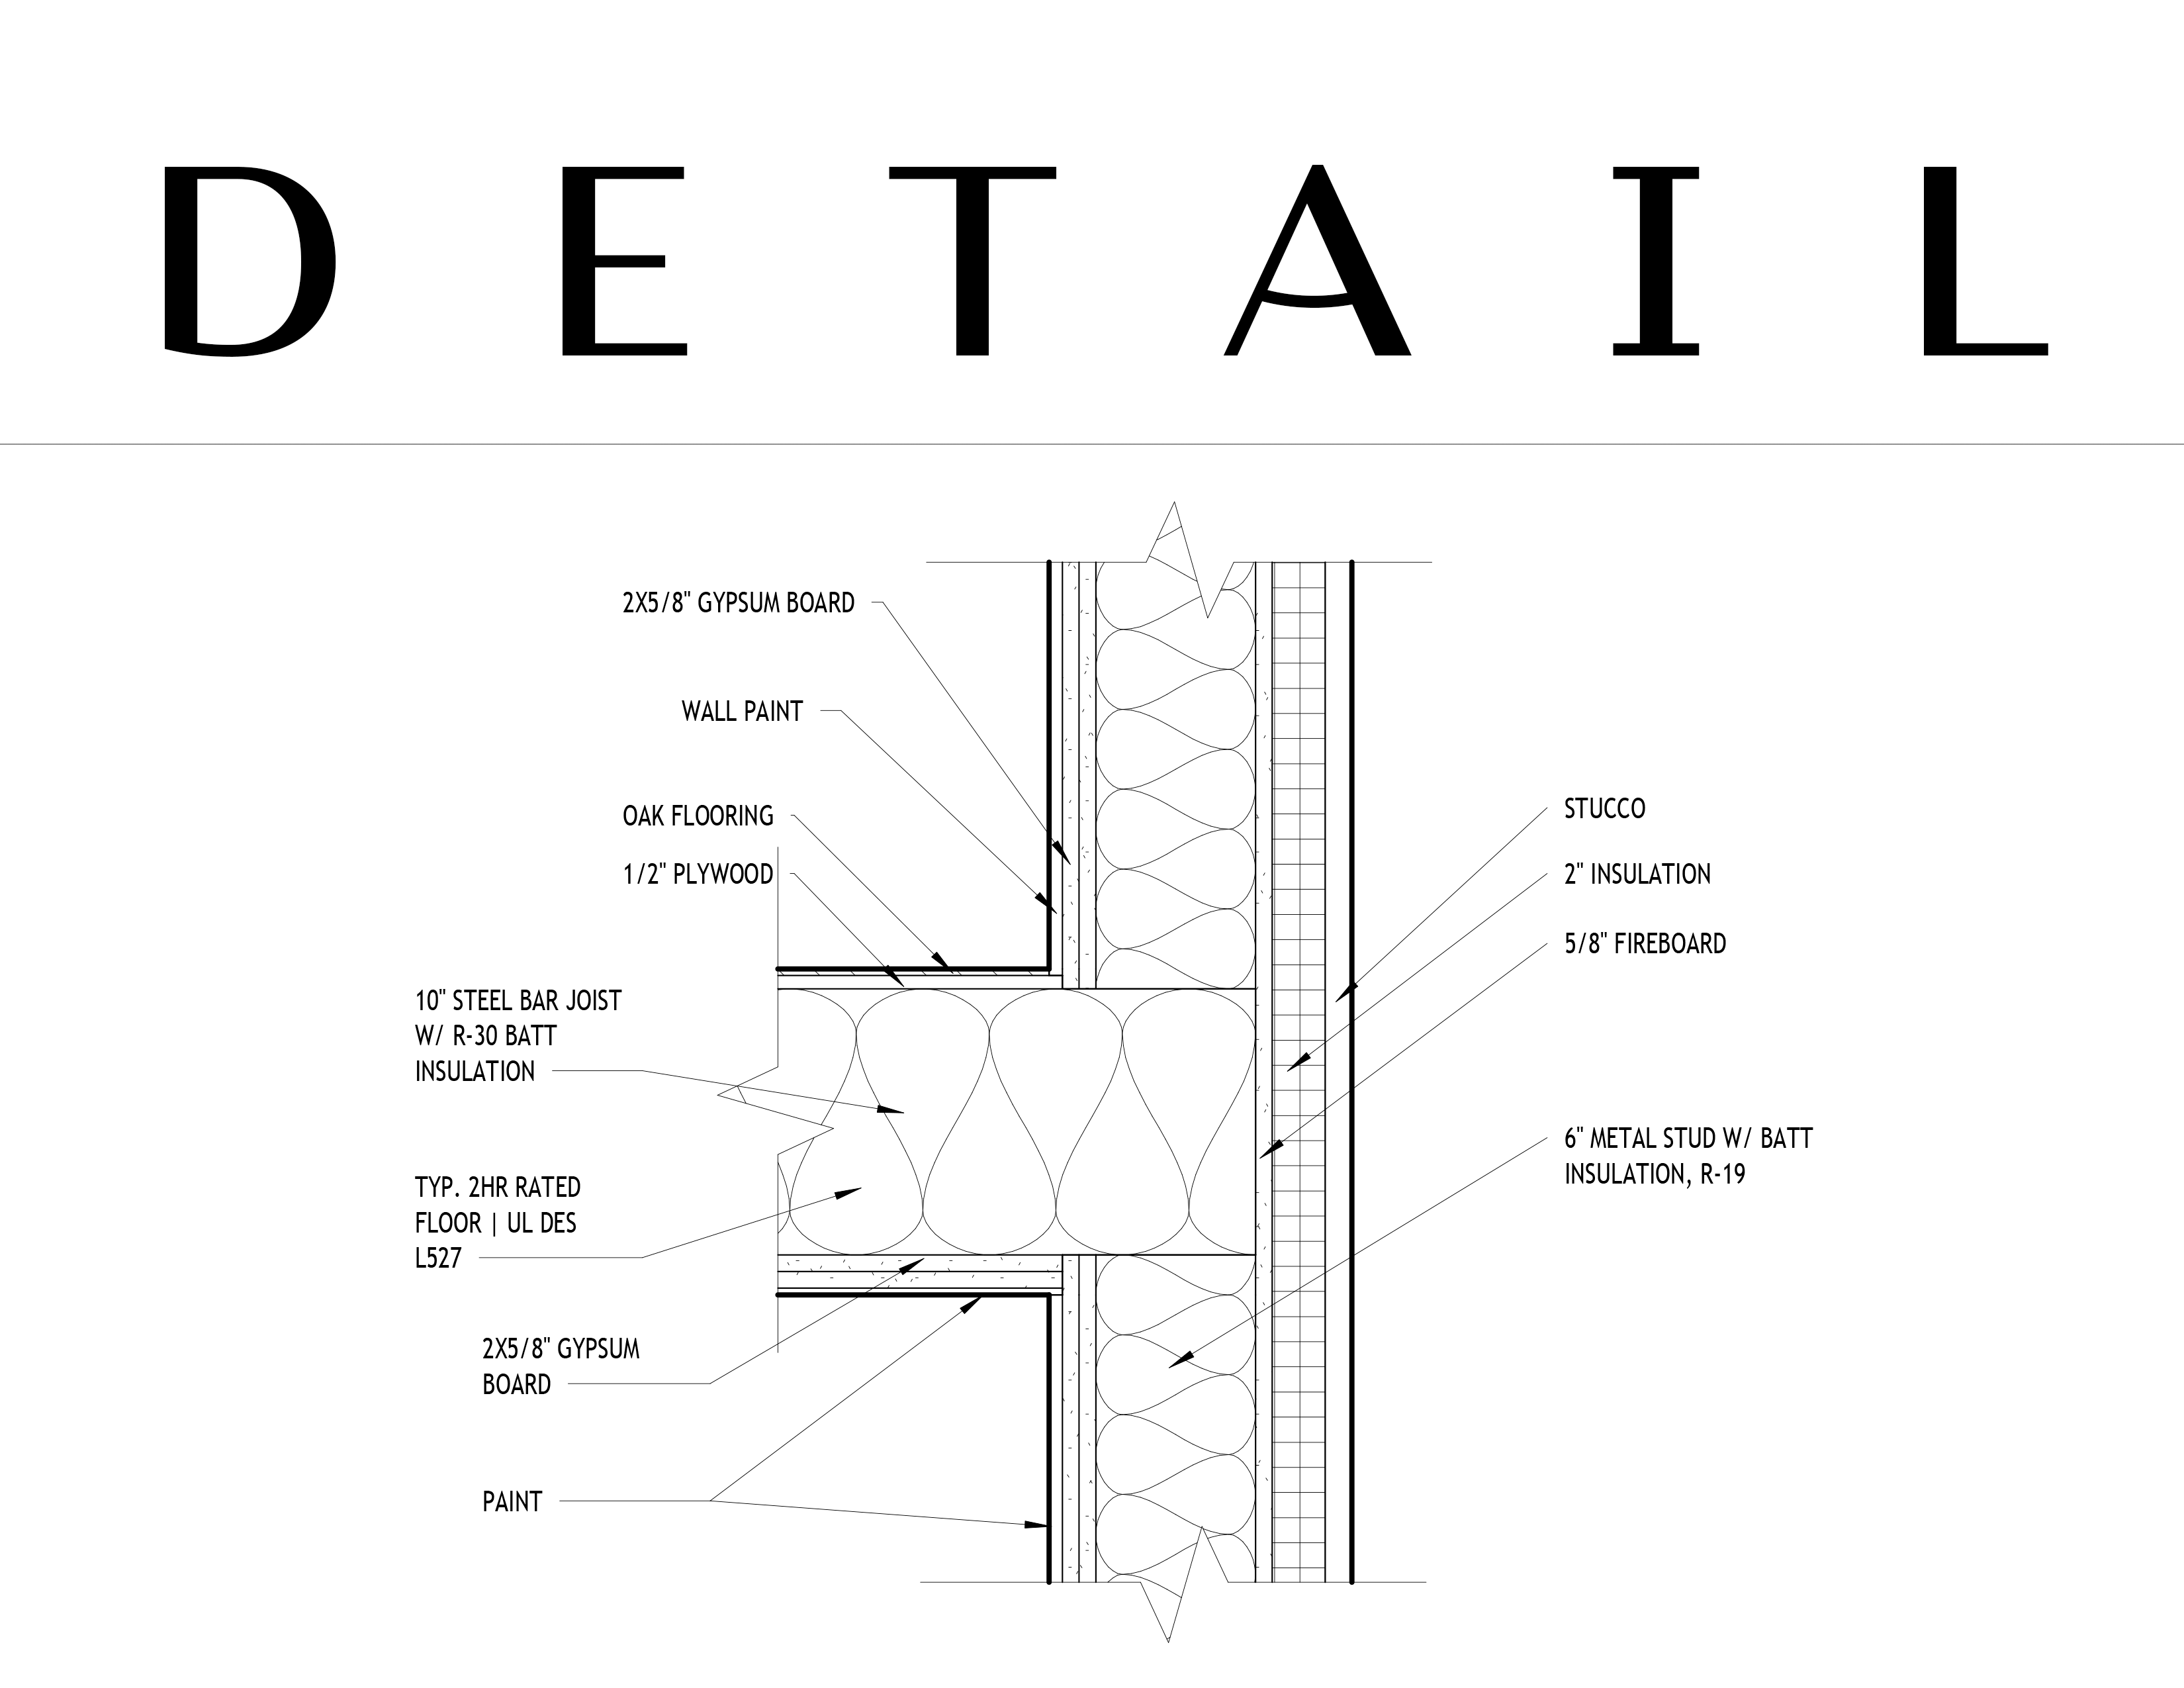 DETAIL
2X5/8" GYPSUM BOARD
WALL PAINT
OAK FLOORING
1/2" PLYWOOD
10" STEEL BAR JOIST
W/ R-30 BATT
INSULATION
TYP. 2HR RATED
FLOOR | UL DES
L527
2X5/8" GYPSUM
BOARD
PAINT
STUCCO
2" INSULATION
5/8" FIREBOARD
6" METAL STUD W/ BATT
INSULATION, R-19